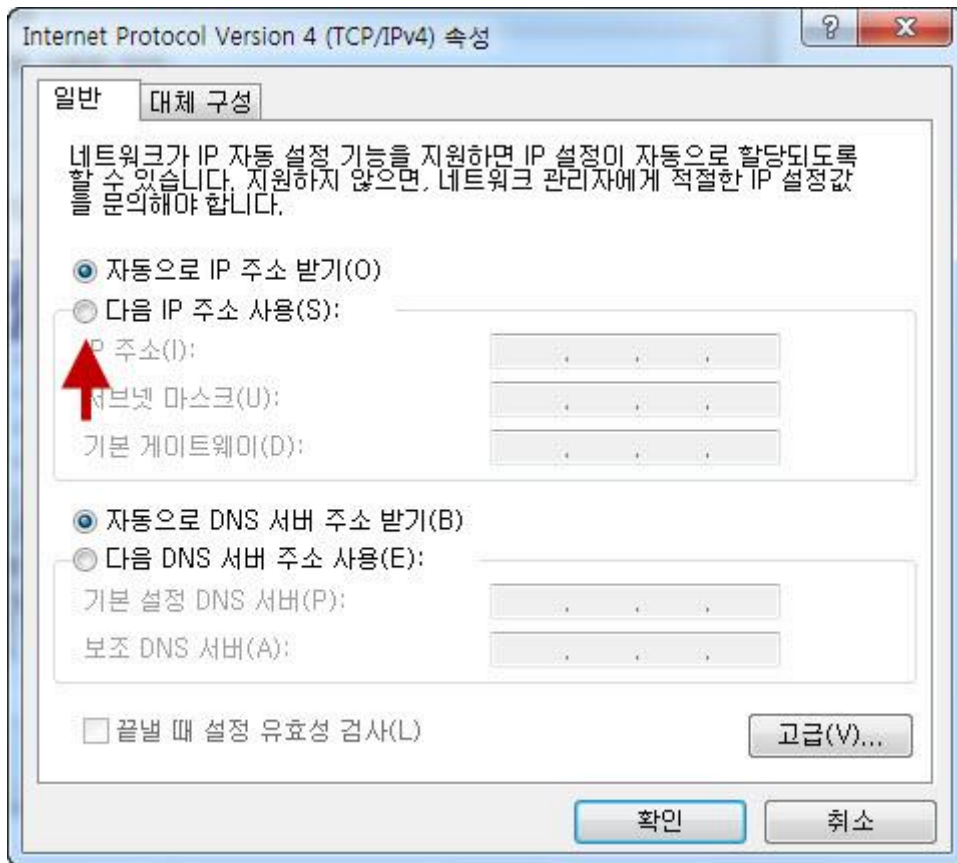 Internet Protocol Version 4 (TCP/IPv4) 속성
일반
대체 구성
네트워크가 IP 자동 설정 기능을 지원하면 IP 설정이 자동으로 할당되도록
할 수 있습니다. 지원하지 않으면, 네트워크 관리자에게 적절한 IP 설정값
을 문의해야 합니다.
자동으로 IP 주소 받기(O)
다음 IP 주소 사용(S):
주소(I):
마스크(U):
기본 게이트웨이(D):
자동으로 DNS 서버 주소 받기(B)
다음 DNS 서버 주소 사용(E):
기본 설정 DNS 서버(P):
보조 DNS 서버(A):
끝낼 때 설정 유효성 검사(L)
고급(V)...
확인
취소